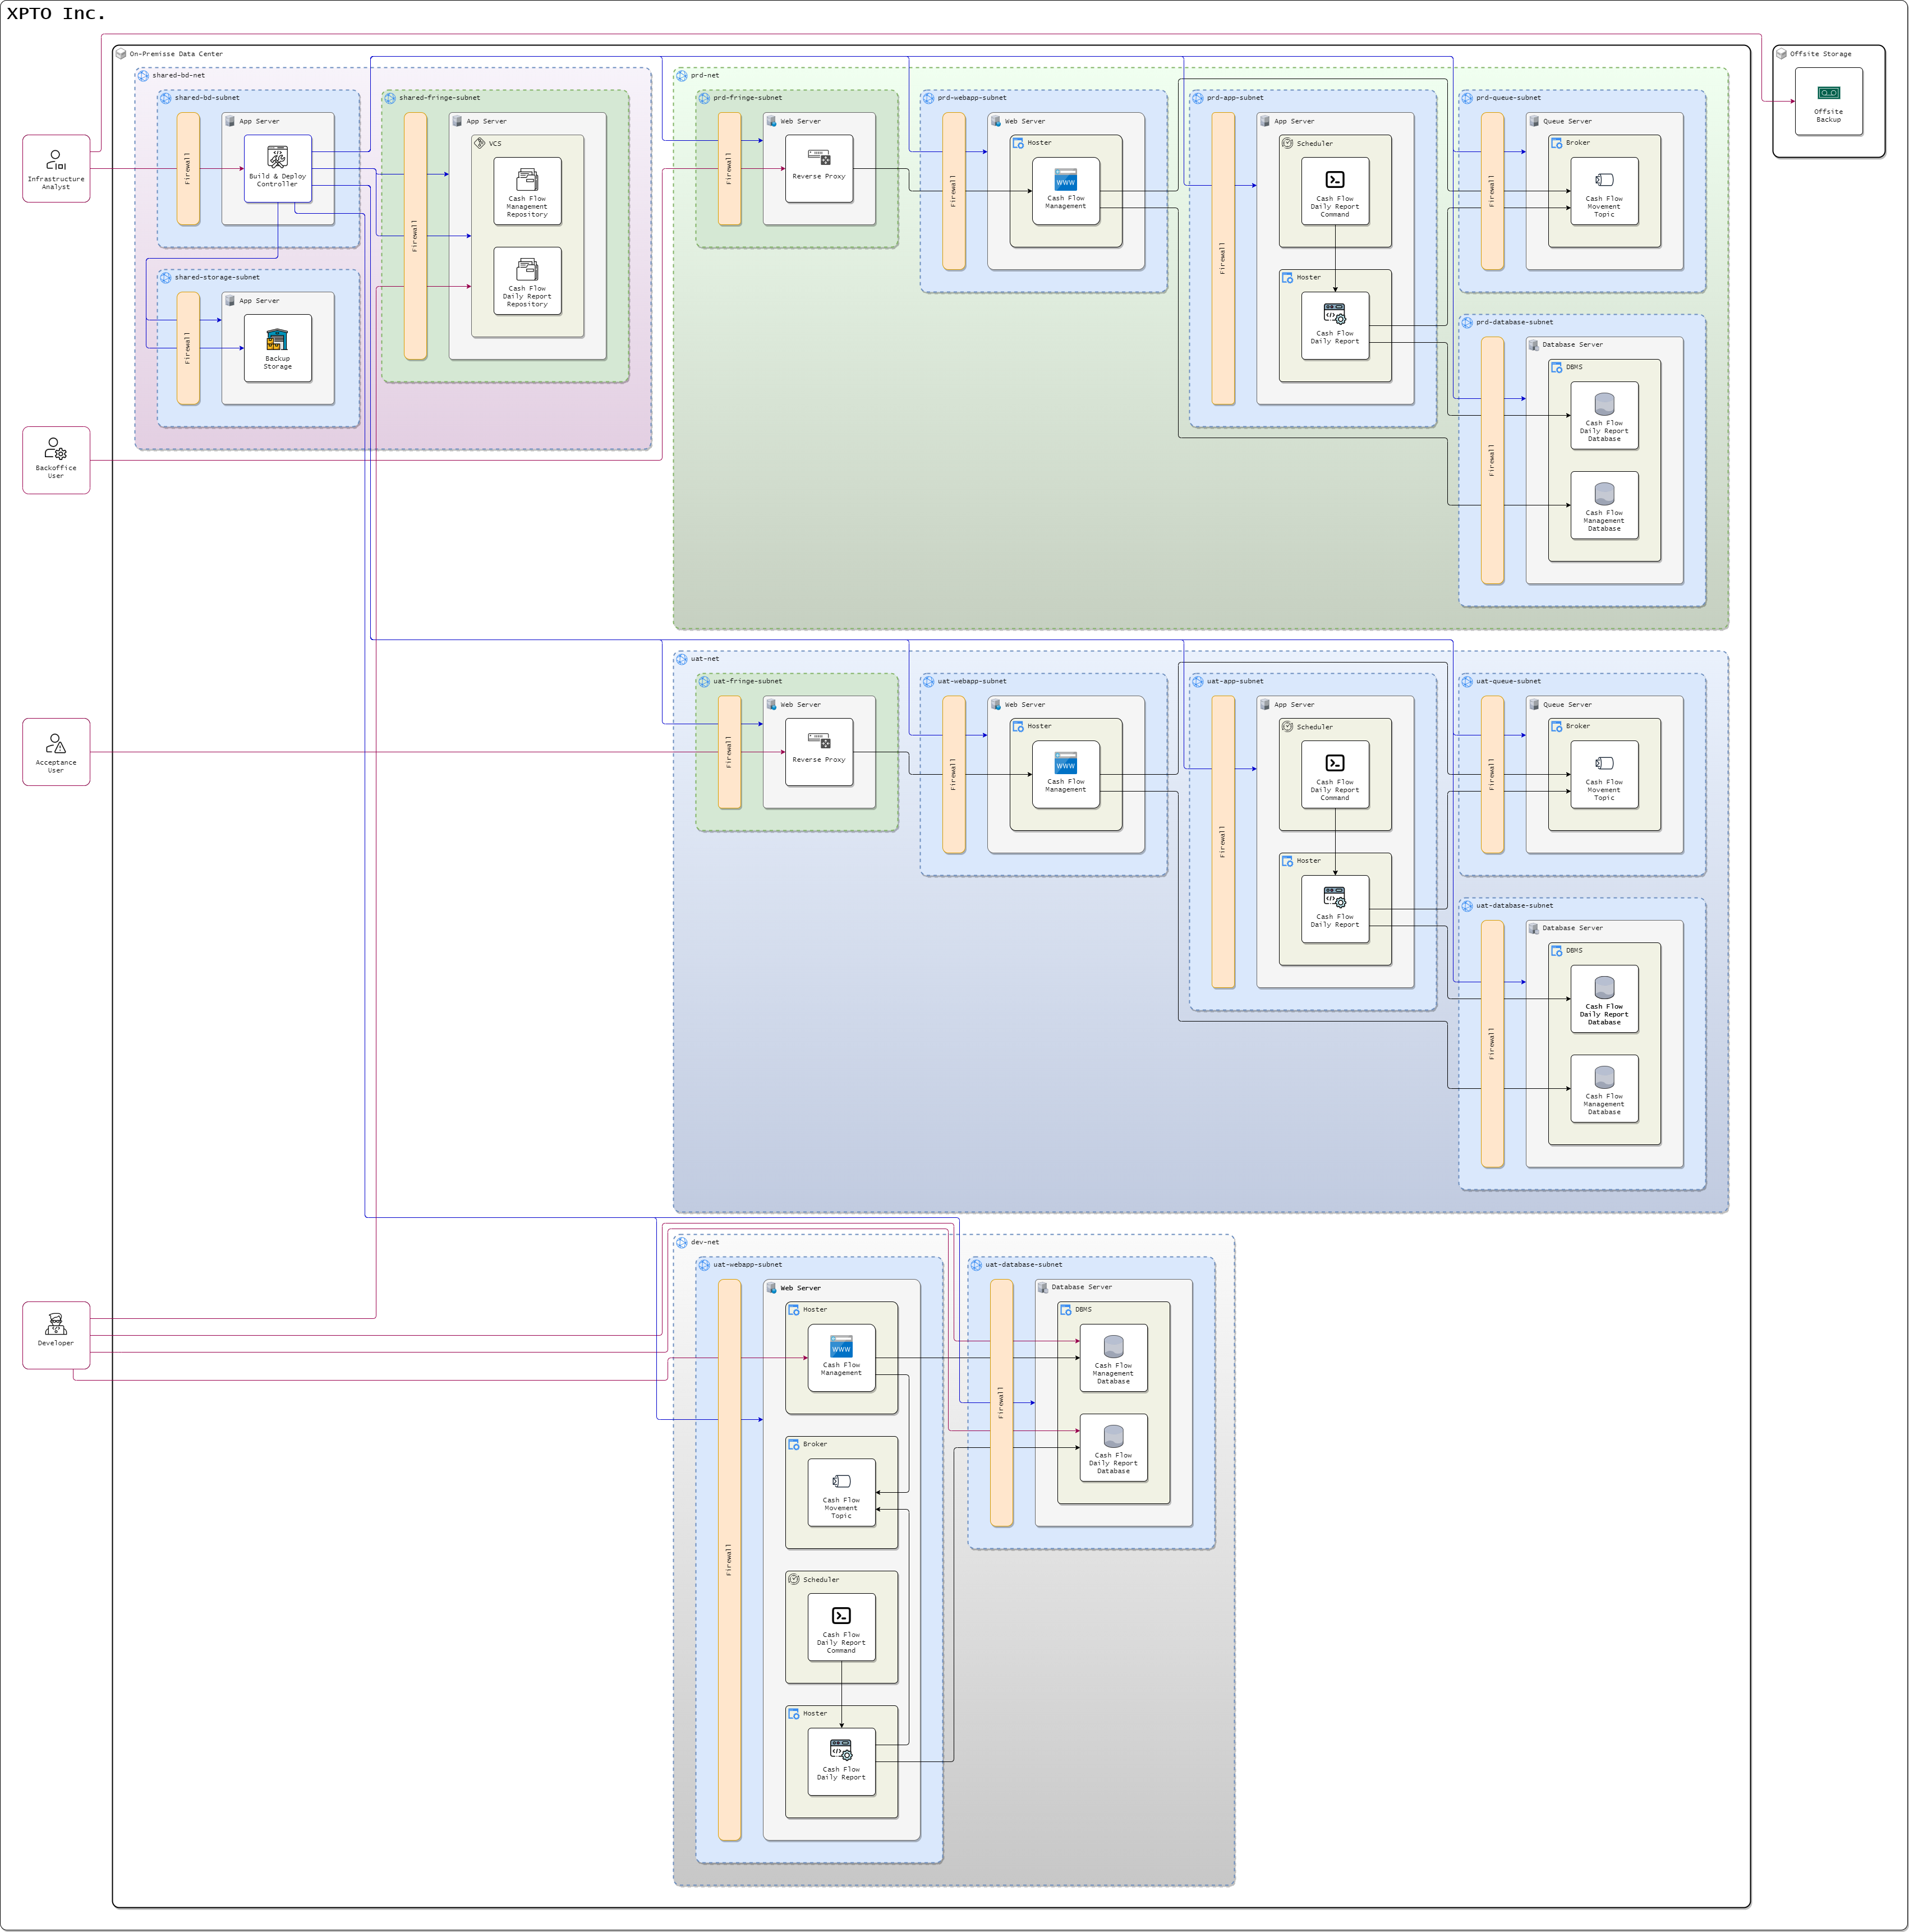 XPTO Inc.
On-Premisse Data Center
Offsite Storage
Offsite
Backup
Infrastructure
Analyst
Backoffice
User
Acceptance
User
Developer
shared-bd-net
shared-bd-subnet
Firewall
App Server
Build & Deploy
Controller
shared-storage-subnet
Firewall
App Server
Backup
Storage
shared-fringe-subnet
Firewall
App Server
VCS
Cash Flow
Management
Repository
Cash Flow
Daily Report
Repository
prd-net
prd-fringe-subnet
Firewall
Web Server
Reverse Proxy
prd-webapp-subnet
Firewall
Web Server
Hoster
Cash Flow
Management
prd-app-subnet
Firewall
App Server
Scheduler
Cash Flow
Daily Report
Command
Hoster
Cash Flow
Daily Report
prd-queue-subnet
Firewall
Queue Server
Broker
Cash Flow
Movement
Topic
prd-database-subnet
Firewall
Database Server
DBMS
Cash Flow
Daily Report
Database
Cash Flow
Management
Database
uat-net
uat-fringe-subnet
Firewall
Web Server
Reverse Proxy
uat-webapp-subnet
Firewall
Web Server
Hoster
Cash Flow
Management
uat-app-subnet
Firewall
App Server
Scheduler
Cash Flow
Daily Report
Command
Hoster
Cash Flow
Daily Report
uat-queue-subnet
Firewall
Queue Server
Broker
Cash Flow
Movement
Topic
uat-database-subnet
Firewall
Database Server
DBMS
Cash Flow
Daily Report
Database
Cash Flow
Management
Database
dev-net
uat-webapp-subnet
Firewall
Web Server
Hoster
Cash Flow
Management
Broker
Cash Flow
Movement
Topic
Scheduler
Cash Flow
Daily Report
Command
Hoster
Cash Flow
Daily Report
uat-database-subnet
Firewall
Database Server
DBMS
Cash Flow
Management
Database
Cash Flow
Daily Report
Database
WWW
WWW
WWW